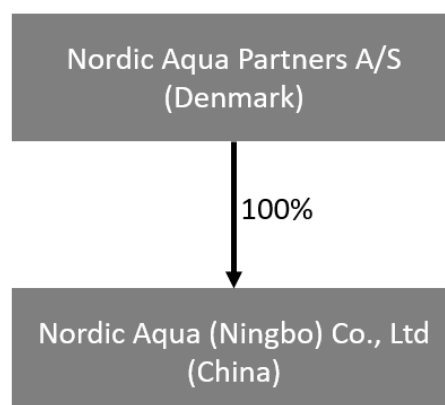 Nordic Aqua Partners A/S
(Denmark)
100%
Nordic Aqua (Ningbo) Co., Ltd
(China)